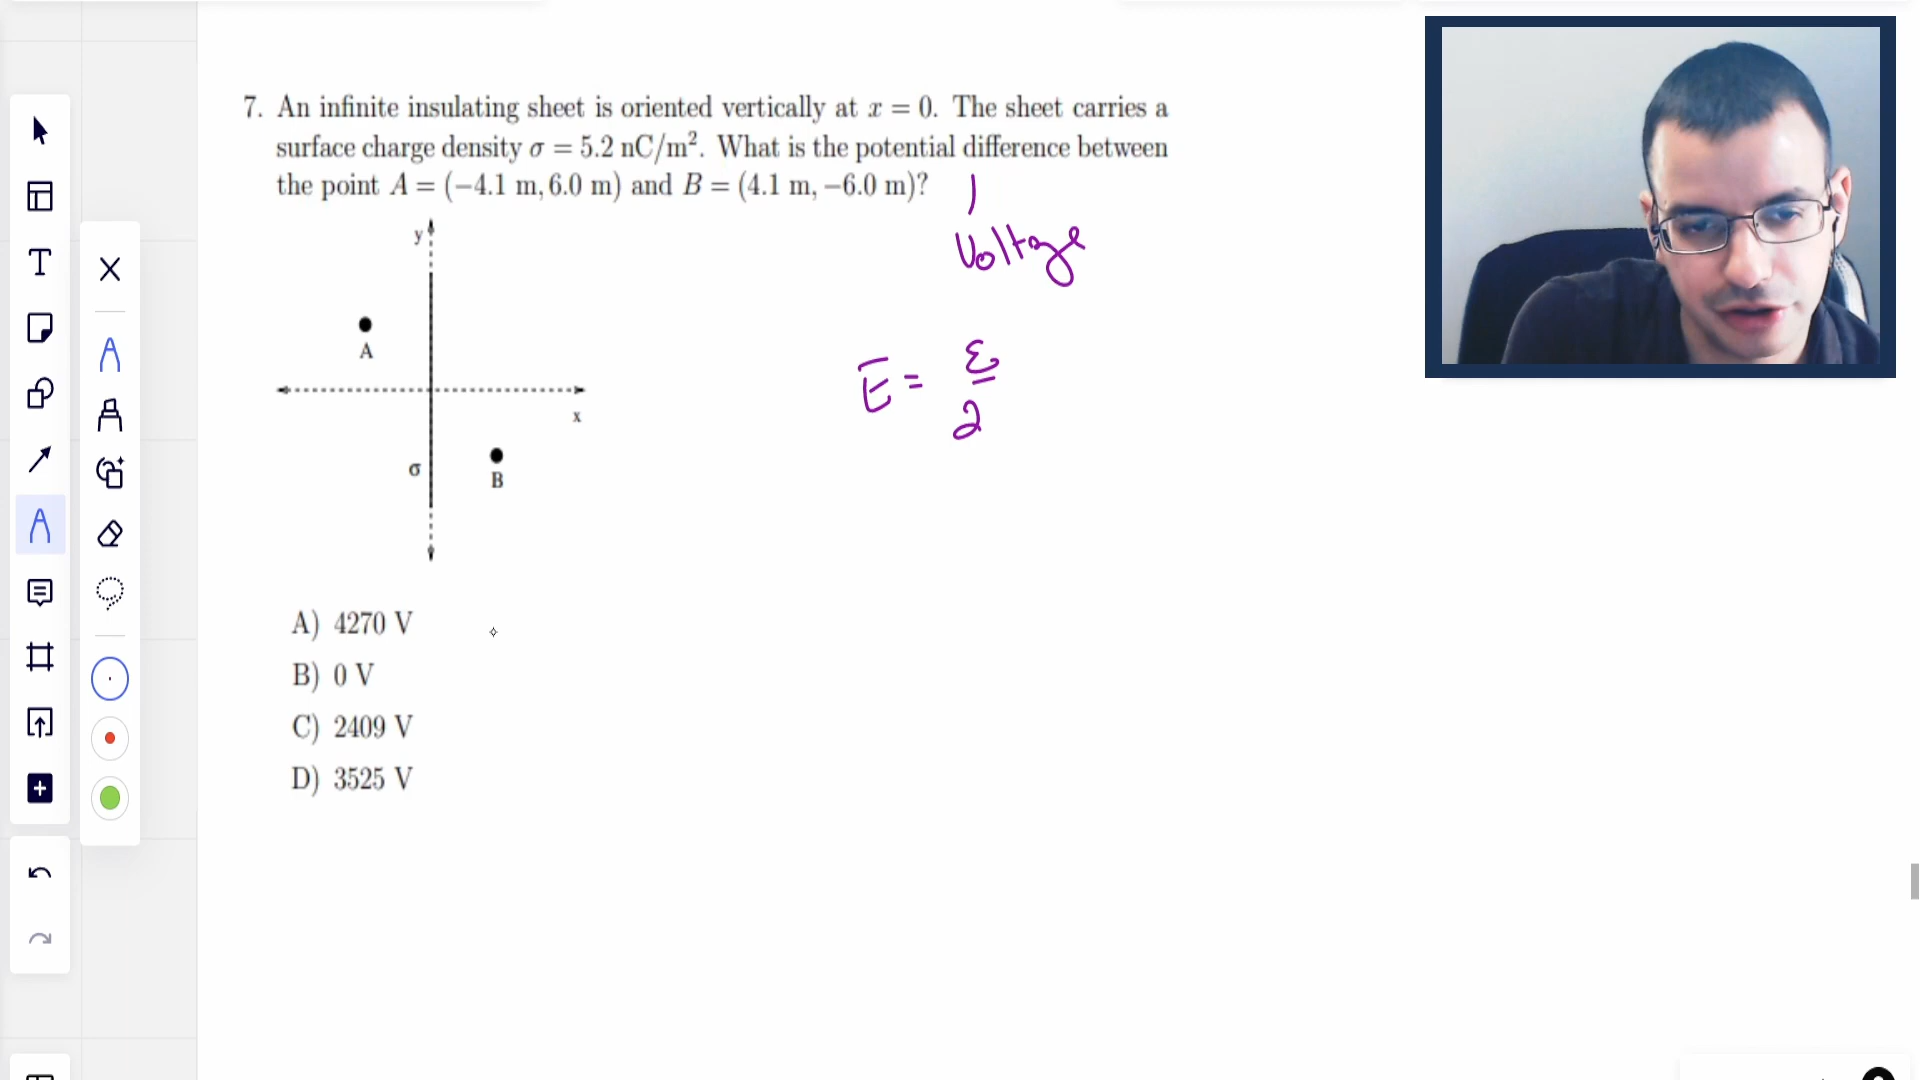 7. An infinite insulating sheet is oriented vertically at x = 0. The sheet carries a
surface charge density σ = 5.2 nC/m². What is the potential difference between
the point A = (−4.1 m, 6.0 m) and B = (4.1 m, −6.0 m)?
Voltage
y
A
x
σ
B
E = ε
2
A) 4270 V
B) 0 V
C) 2409 V
D) 3525 V
T